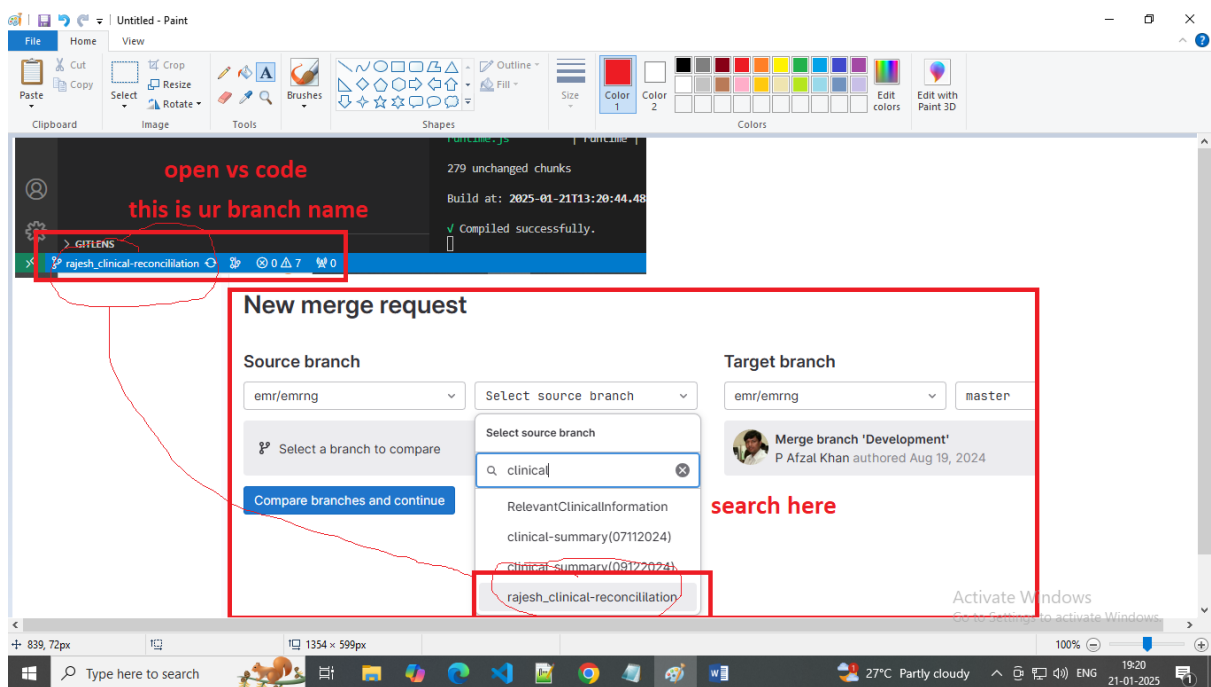 Untitled - Paint
File Home View
Cut
Copy
Paste
Clipboard
Select
Crop
Resize
Rotate
Image
Tools
Brushes
Outline
Fill
Shapes
Size
Color 1
Color 2
Edit colors
Edit with Paint 3D
Colors
open vs code
this is ur branch name
runtime.js | runtime |
279 unchanged chunks
Build at: 2025-01-21T13:20:44.48
√ Compiled successfully.
> GITLENS
rajesh_clinical-reconcililation 0 7 0
New merge request
Source branch Target branch
emr/emrng Select source branch emr/emrng master
Select a branch to compare
Select source branch
Merge branch 'Development'
P Afzal Khan authored Aug 19, 2024
clinical
Compare branches and continue
search here
RelevantClinicalInformation
clinical-summary(07112024)
clinical-summary(09122024)
rajesh_clinical-reconcililation
Activate Windows
Go to Settings to activate Windows.
839, 72px 1354 × 599px 100%
Type here to search 27°C Partly cloudy ENG 19:20
21-01-2025